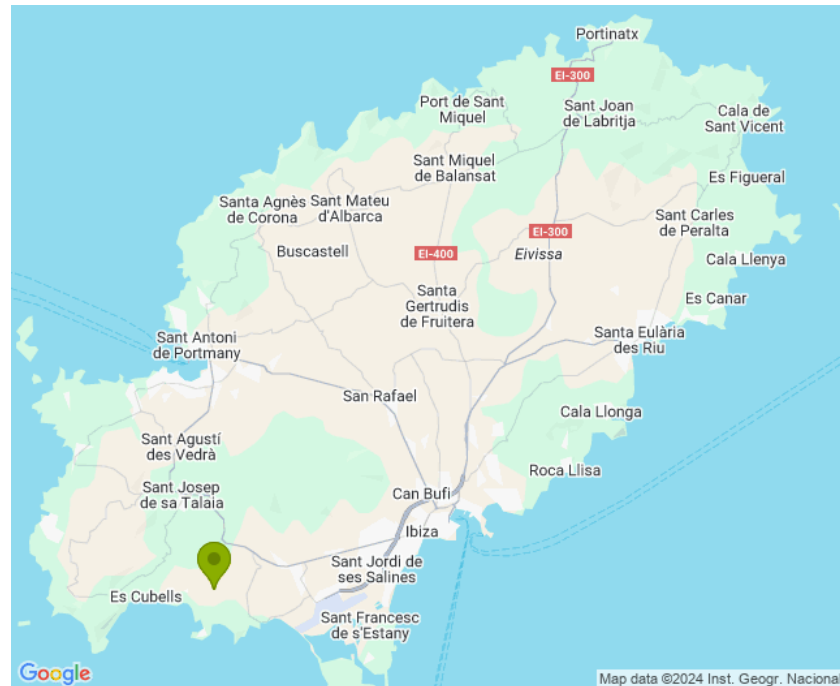 Portinatx
EI-300
Port de Sant
Miquel
Sant Joan
de Labritja
Cala de
Sant Vicent
Sant Miquel
de Balansat
Es Figueral
Santa Agnès
de Corona
Sant Mateu
d'Albarca
Sant Carles
de Peralta
EI-300
Buscastell
EI-400
Eivissa
Cala Llenya
Santa
Gertrudis
de Fruitera
Es Canar
Sant Antoni
de Portmany
Santa Eulària
des Riu
San Rafael
Cala Llonga
Sant Agustí
des Vedrà
Roca Llisa
Sant Josep
de sa Talaia
Can Bufi
Ibiza
Sant Jordi de
ses Salines
Es Cubells
Sant Francesc
de s'Estany
Google
Map data ©2024 Inst. Geogr. Nacional